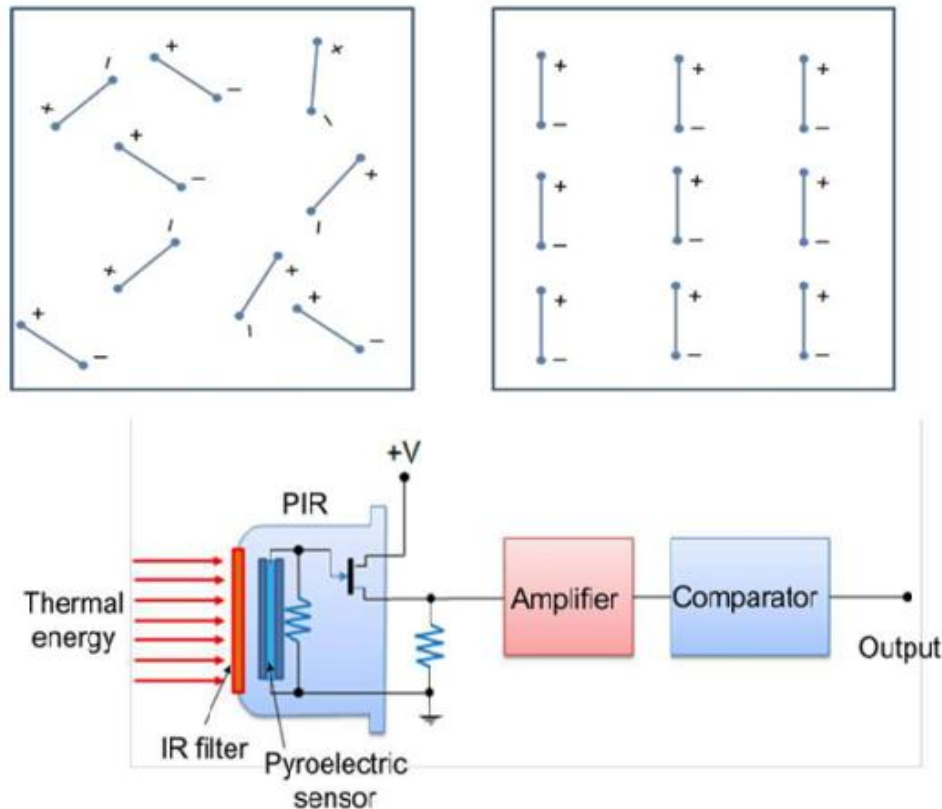 + − + − + −
+ − + −
+ −
+ − + − + −
+ −
+ − + − + −
+ − + − + −
+ − + − + −
+V
PIR
Thermal
energy
Amplifier
Comparator
Output
IR filter
Pyroelectric
sensor